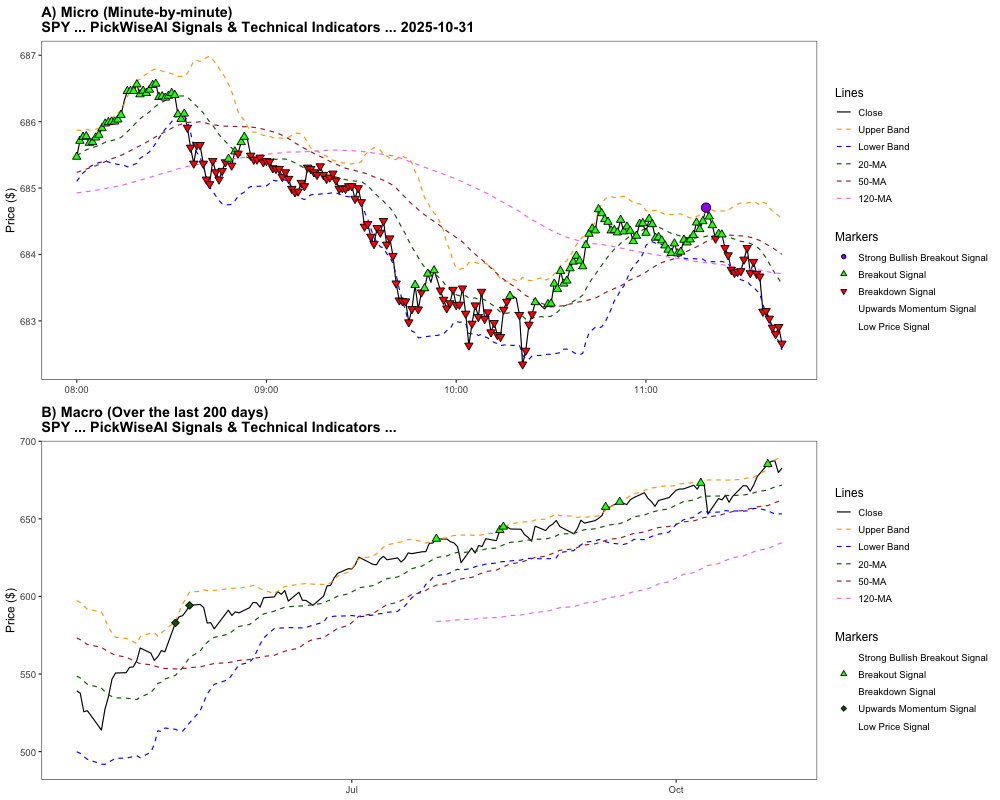 A) Micro (Minute-by-minute)
SPY ... PickWiseAI Signals & Technical Indicators ... 2025-10-31
687
686
685
684
683
Price ($)
08:00
09:00
10:00
11:00
Lines
Close
Upper Band
Lower Band
20-MA
50-MA
120-MA
Markers
Strong Bullish Breakout Signal
Breakout Signal
Breakdown Signal
Upwards Momentum Signal
Low Price Signal
B) Macro (Over the last 200 days)
SPY ... PickWiseAI Signals & Technical Indicators ...
700
650
600
550
500
Price ($)
Jul
Oct
Lines
Close
Upper Band
Lower Band
20-MA
50-MA
120-MA
Markers
Strong Bullish Breakout Signal
Breakout Signal
Breakdown Signal
Upwards Momentum Signal
Low Price Signal